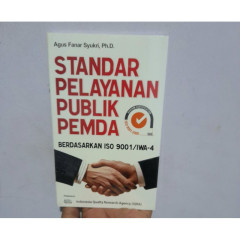 Agus Fanar Syukri, Ph.D.
STANDAR
PELAYANAN
PUBLIK
PEMDA
BERDASARKAN ISO 9001/IWA-4